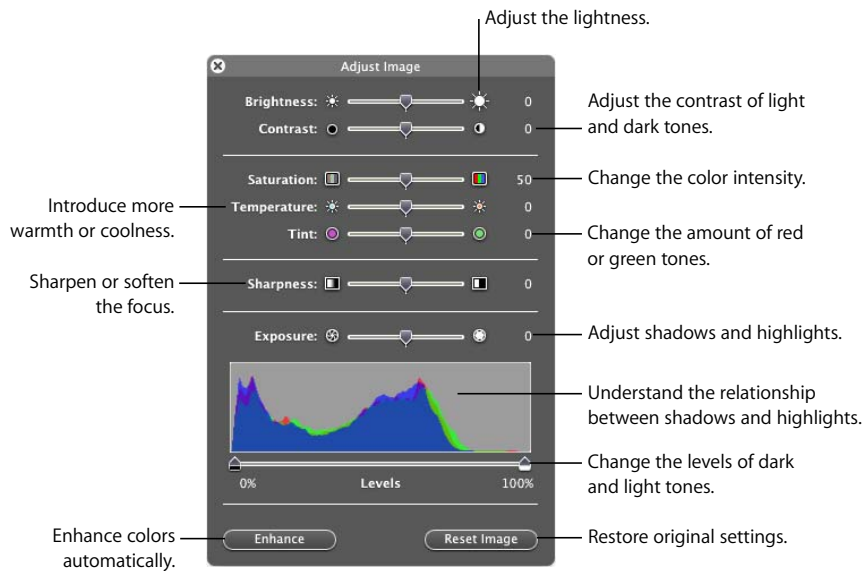 Adjust the lightness.
Adjust Image
Brightness: 0
Adjust the contrast of light
and dark tones.
Contrast: 0
Saturation: 50
Change the color intensity.
Introduce more
warmth or coolness.
Temperature: 0
Tint: 0
Change the amount of red
or green tones.
Sharpen or soften
the focus.
Sharpness: 0
Exposure: 0
Adjust shadows and highlights.
Understand the relationship
between shadows and highlights.
Change the levels of dark
and light tones.
0% Levels 100%
Enhance colors
automatically.
Enhance
Reset Image
Restore original settings.